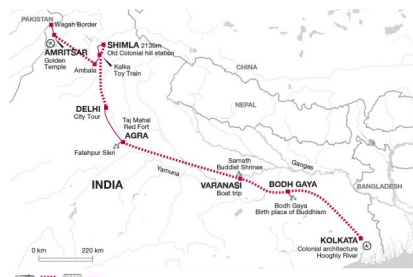 PAKISTAN
Wagah Border
AMRITSAR
Golden
Temple
SHIMLA 2130m
Old Colonial hill station
Kalka
Toy Train
Ambala
CHINA
DELHI
City Tour
NEPAL
Taj Mahal
Red Fort
AGRA
Fatehpur Sikri
Yamuna
Sarnath
Buddist Shrines
Ganges
VARANASI
Boat trip
BODH GAYA
Bodh Gaya
Birth place of Buddhiem
INDIA
BANGLADESH
KOLKATA
Colonial architecture
Hooghly River
0 km 220 km